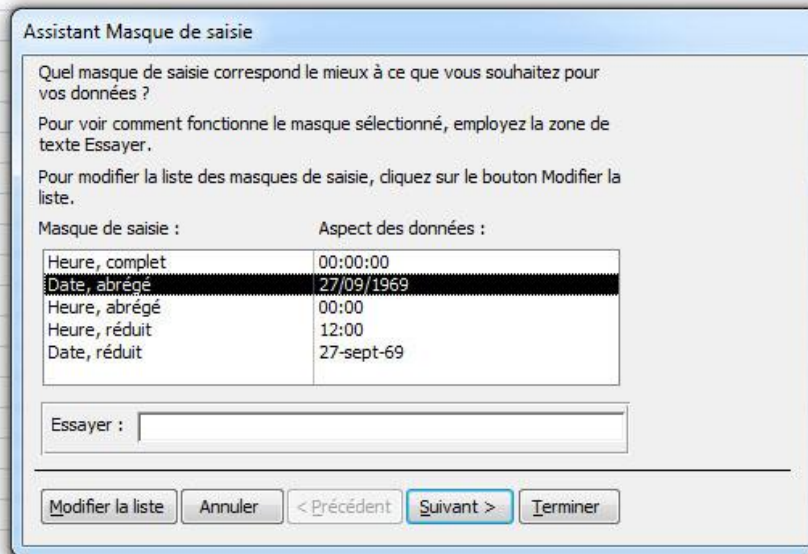 Assistant Masque de saisie
Quel masque de saisie correspond le mieux à ce que vous souhaitez pour
vos données ?
Pour voir comment fonctionne le masque sélectionné, employez la zone de
texte Essayer.
Pour modifier la liste des masques de saisie, cliquez sur le bouton Modifier la
liste.
Masque de saisie : Aspect des données :
Heure, complet 00:00:00
Date, abrégé 27/09/1969
Heure, abrégé 00:00
Heure, réduit 12:00
Date, réduit 27-sept-69
Essayer :
Modifier la liste Annuler < Précédent Suivant > Terminer